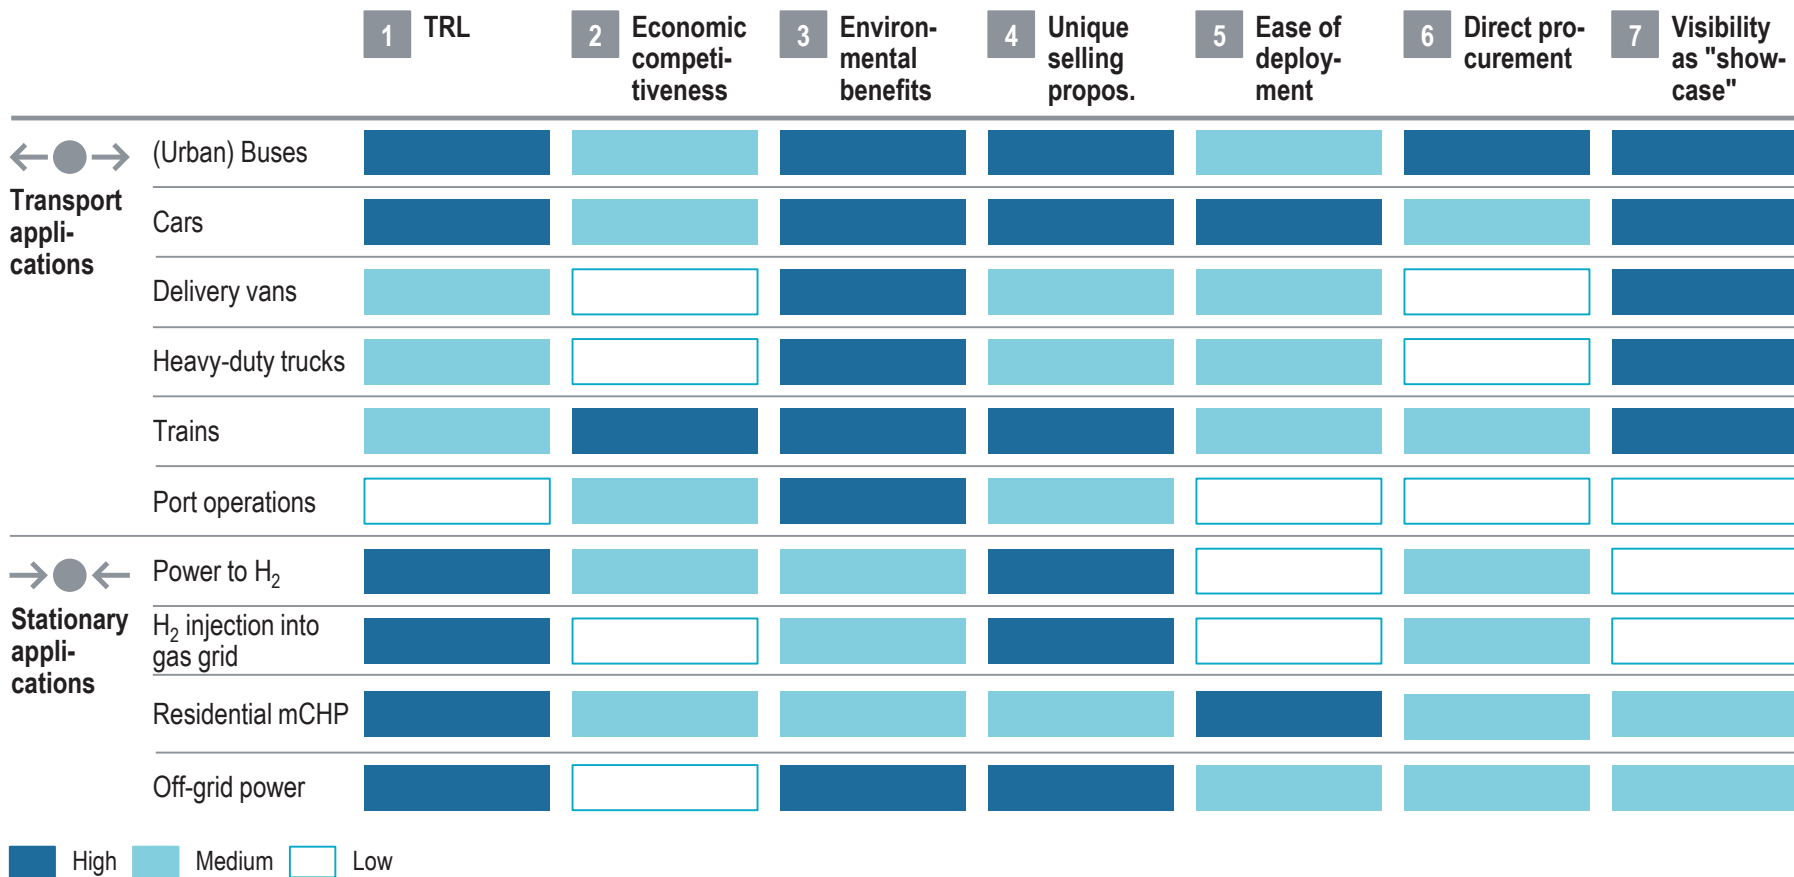 1 TRL
2 Economic
competi-
tiveness
3 Environ-
mental
benefits
4 Unique
selling
propos.
5 Ease of
deploy-
ment
6 Direct pro-
curement
7 Visibility
as "show-
case"
Transport
appli-
cations
(Urban) Buses
Cars
Delivery vans
Heavy-duty trucks
Trains
Port operations
Stationary
appli-
cations
Power to H₂
H₂ injection into
gas grid
Residential mCHP
Off-grid power
High Medium Low